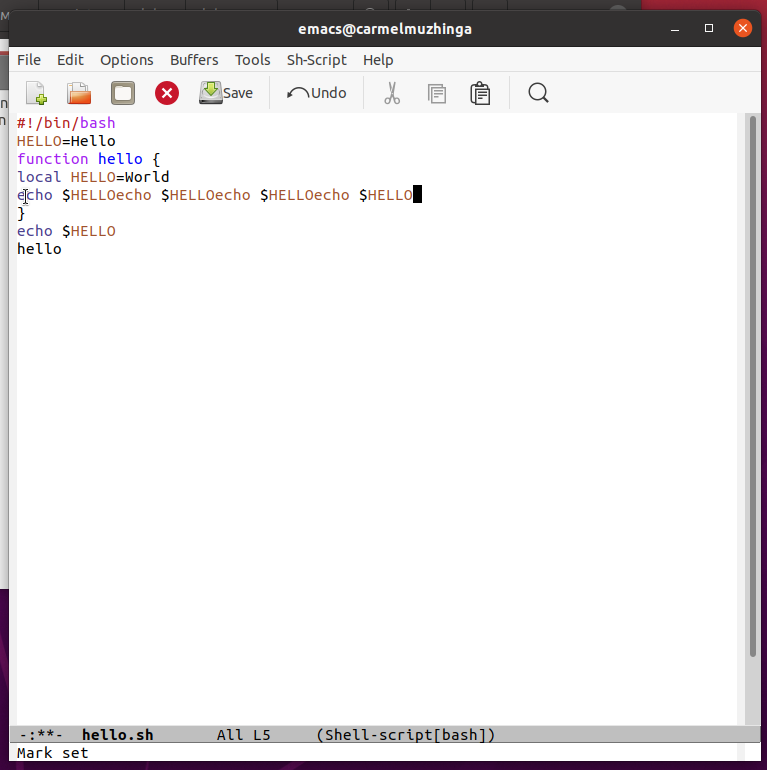 emacs@carmelmuzhinga
File Edit Options Buffers Tools Sh-Script Help
Save Undo
#!/bin/bash
HELLO=Hello
function hello {
local HELLO=World
echo $HELLOecho $HELLOecho $HELLOecho $HELLO
}
echo $HELLO
hello
-:**- hello.sh All L5 (Shell-script[bash])
Mark set